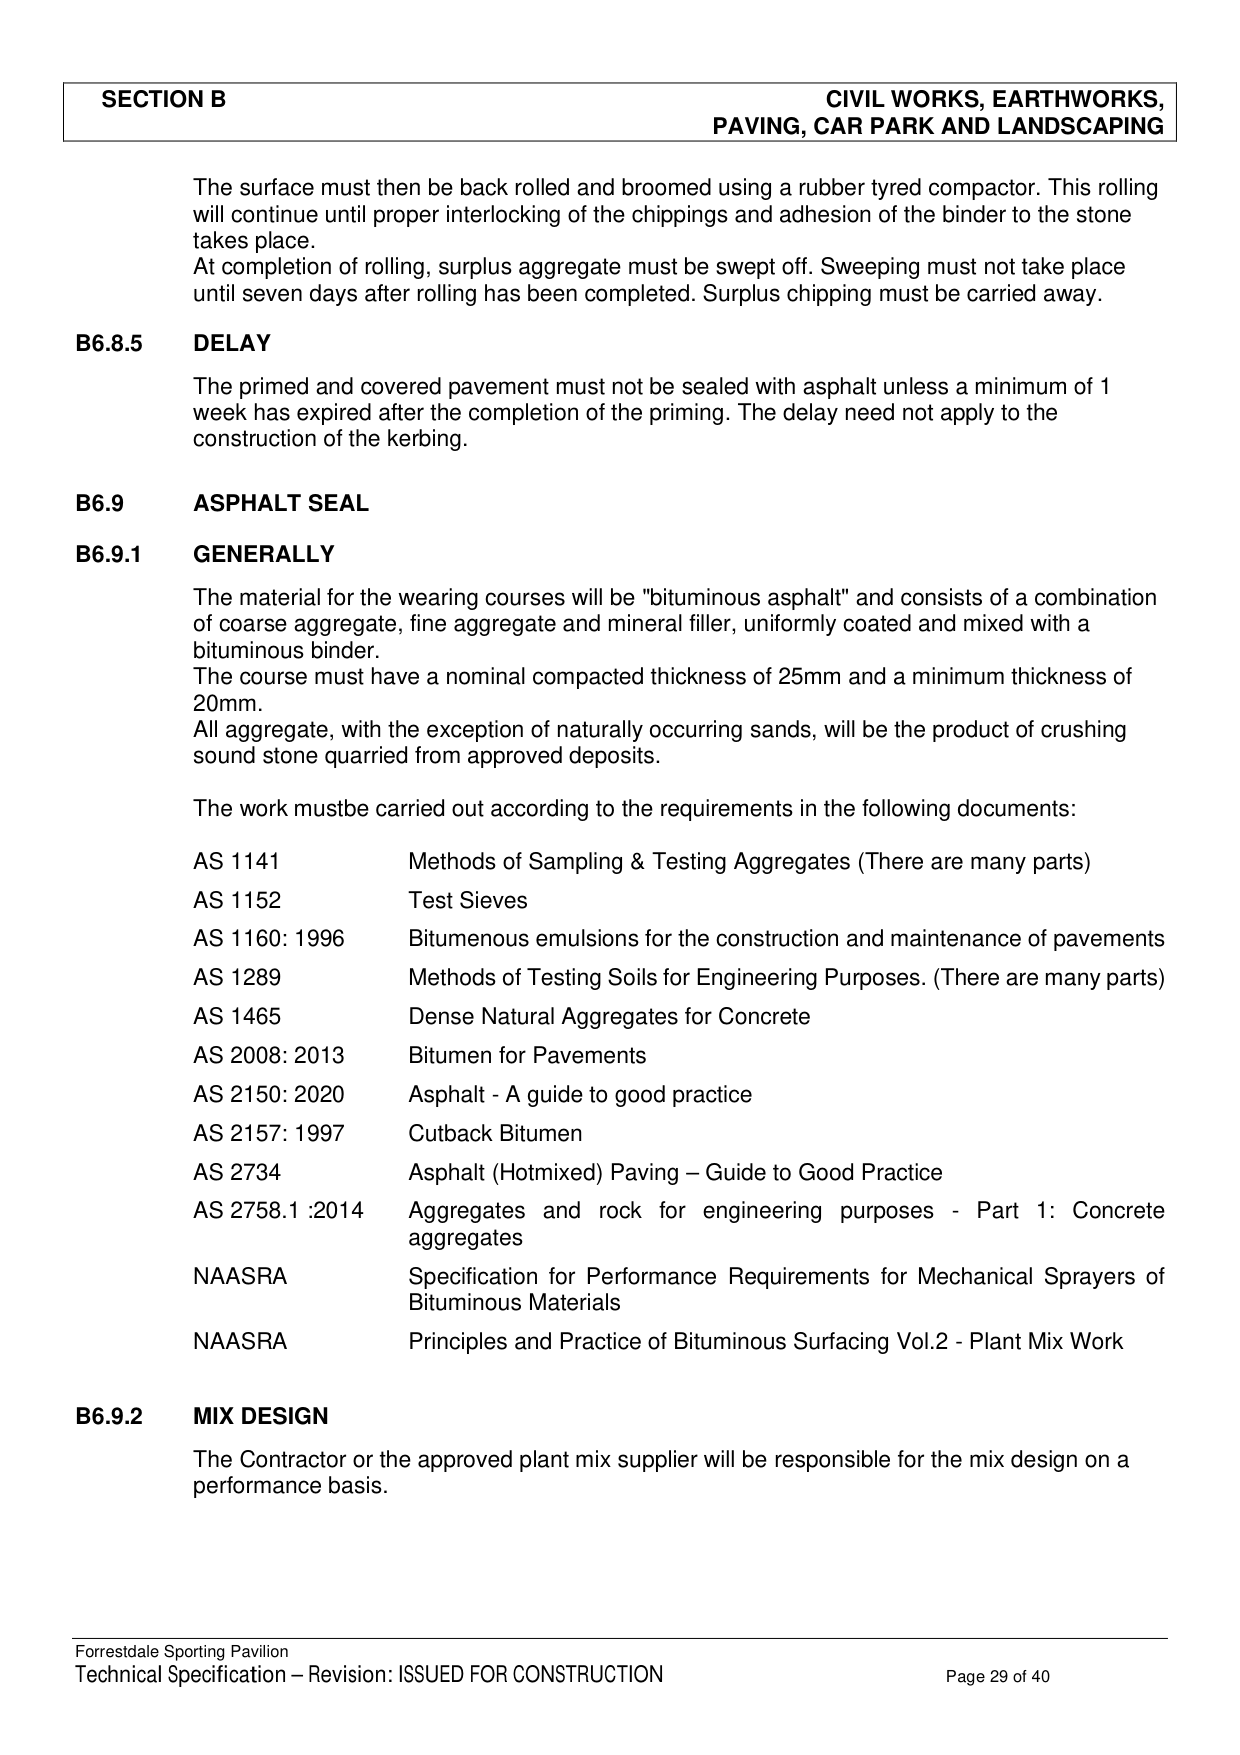 SECTION B CIVIL WORKS, EARTHWORKS,
PAVING, CAR PARK AND LANDSCAPING
The surface must then be back rolled and broomed using a rubber tyred compactor. This rolling
will continue until proper interlocking of the chippings and adhesion of the binder to the stone
takes place.
At completion of rolling, surplus aggregate must be swept off. Sweeping must not take place
until seven days after rolling has been completed. Surplus chipping must be carried away.
B6.8.5 DELAY
The primed and covered pavement must not be sealed with asphalt unless a minimum of 1
week has expired after the completion of the priming. The delay need not apply to the
construction of the kerbing.
B6.9 ASPHALT SEAL
B6.9.1 GENERALLY
The material for the wearing courses will be "bituminous asphalt" and consists of a combination
of coarse aggregate, fine aggregate and mineral filler, uniformly coated and mixed with a
bituminous binder.
The course must have a nominal compacted thickness of 25mm and a minimum thickness of
20mm.
All aggregate, with the exception of naturally occurring sands, will be the product of crushing
sound stone quarried from approved deposits.
The work mustbe carried out according to the requirements in the following documents:
AS 1141 Methods of Sampling & Testing Aggregates (There are many parts)
AS 1152 Test Sieves
AS 1160: 1996 Bitumenous emulsions for the construction and maintenance of pavements
AS 1289 Methods of Testing Soils for Engineering Purposes. (There are many parts)
AS 1465 Dense Natural Aggregates for Concrete
AS 2008: 2013 Bitumen for Pavements
AS 2150: 2020 Asphalt - A guide to good practice
AS 2157: 1997 Cutback Bitumen
AS 2734 Asphalt (Hotmixed) Paving – Guide to Good Practice
AS 2758.1 :2014 Aggregates and rock for engineering purposes - Part 1: Concrete
aggregates
NAASRA Specification for Performance Requirements for Mechanical Sprayers of
Bituminous Materials
NAASRA Principles and Practice of Bituminous Surfacing Vol.2 - Plant Mix Work
B6.9.2 MIX DESIGN
The Contractor or the approved plant mix supplier will be responsible for the mix design on a
performance basis.
Forrestdale Sporting Pavilion
Technical Specification – Revision: ISSUED FOR CONSTRUCTION Page 29 of 40